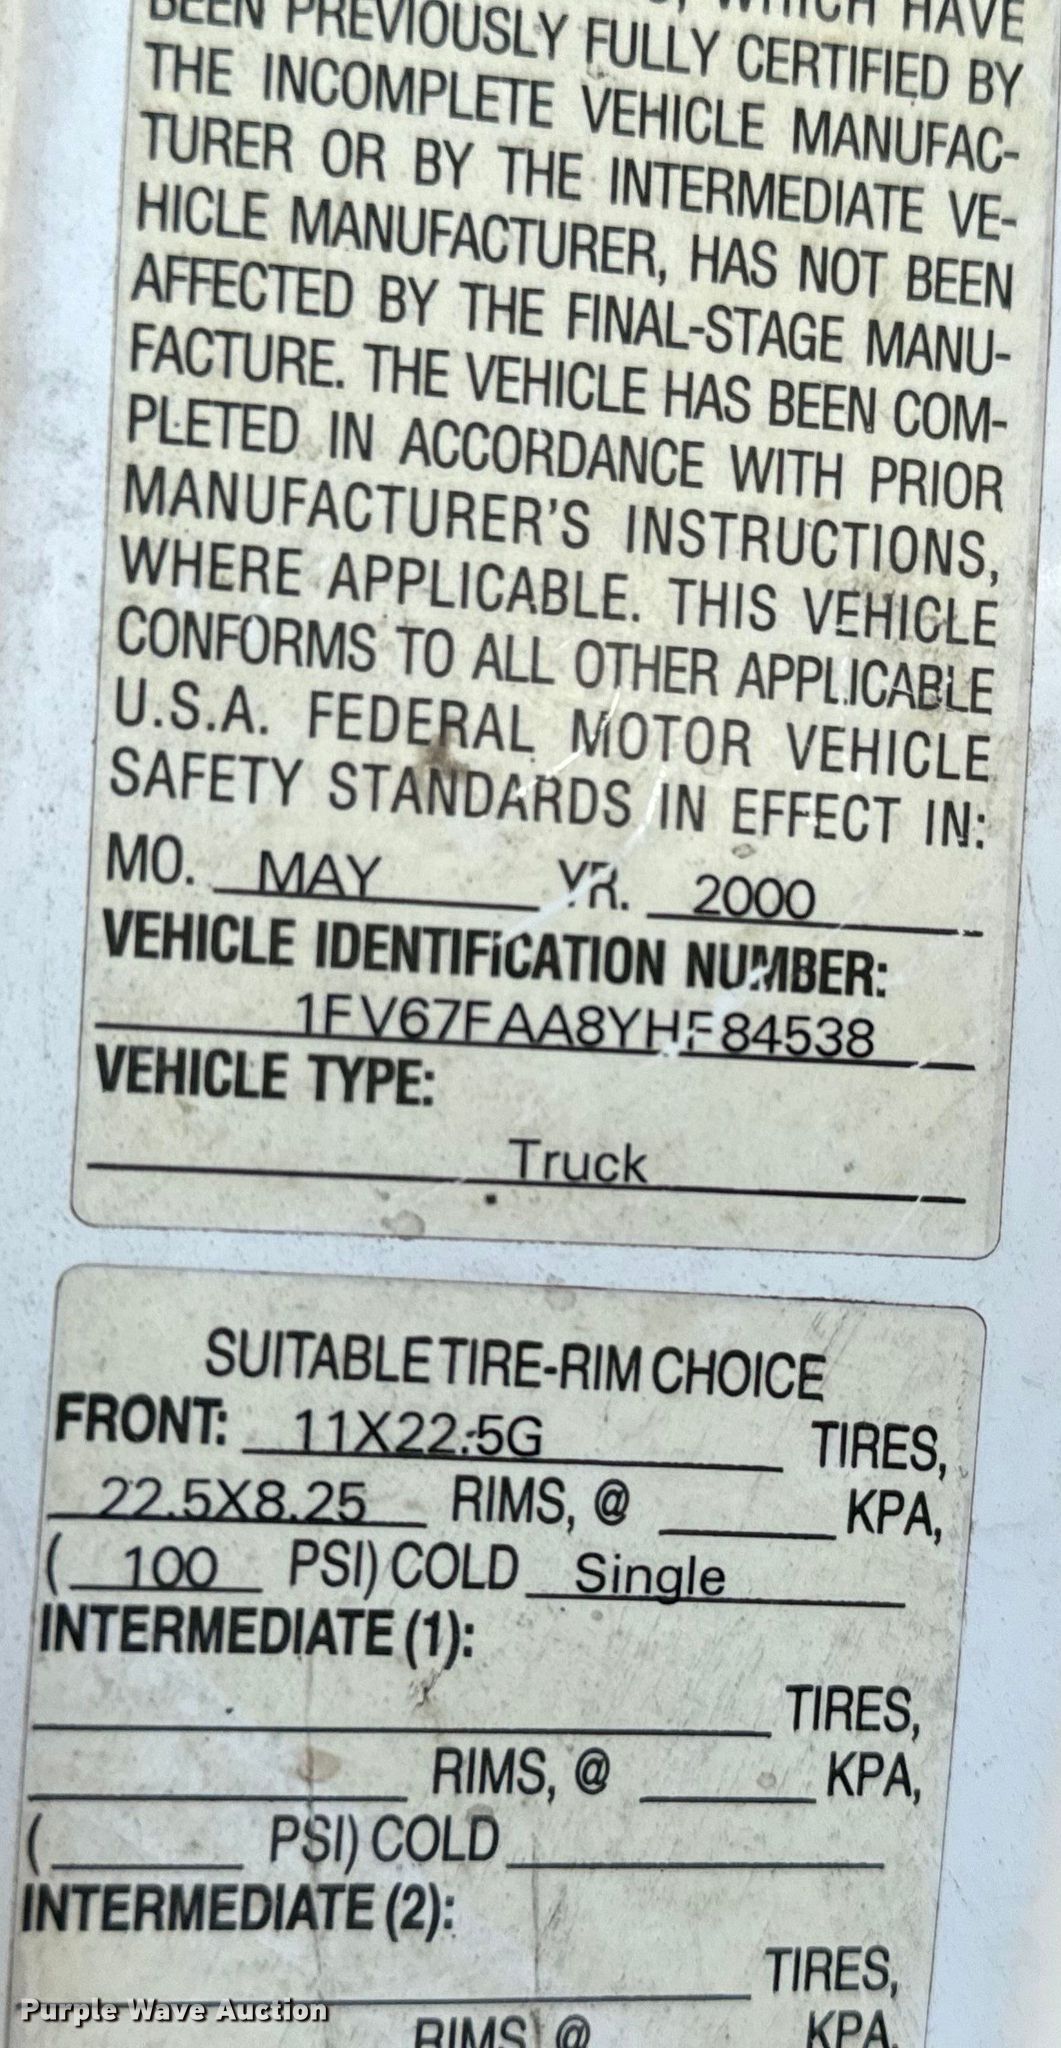 WHICH HAVE
BEEN PREVIOUSLY FULLY CERTIFIED BY
THE INCOMPLETE VEHICLE MANUFAC-
TURER OR BY THE INTERMEDIATE VE-
HICLE MANUFACTURER, HAS NOT BEEN
AFFECTED BY THE FINAL-STAGE MANU-
FACTURE. THE VEHICLE HAS BEEN COM-
PLETED IN ACCORDANCE WITH PRIOR
MANUFACTURER'S INSTRUCTIONS,
WHERE APPLICABLE. THIS VEHICLE
CONFORMS TO ALL OTHER APPLICABLE
U.S.A. FEDERAL MOTOR VEHICLE
SAFETY STANDARDS IN EFFECT IN:
MO. MAY YR. 2000
VEHICLE IDENTIFICATION NUMBER:
1FV67FAA8YHF84538
VEHICLE TYPE:
Truck
SUITABLE TIRE-RIM CHOICE
FRONT: 11X22.5G TIRES,
22.5X8.25 RIMS, @ KPA,
( 100 PSI) COLD Single
INTERMEDIATE (1):
TIRES,
RIMS, @ KPA,
( PSI) COLD
INTERMEDIATE (2):
TIRES,
RIMS, @ KPA,
Purple Wave Auction